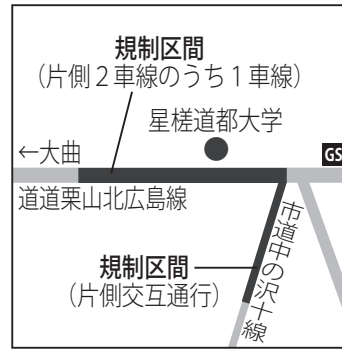 規制区間
（片側２車線のうち１車線）
星槎道都大学
←大曲
GS
道道栗山北広島線
規制区間
（片側交互通行）
市道中の沢十線